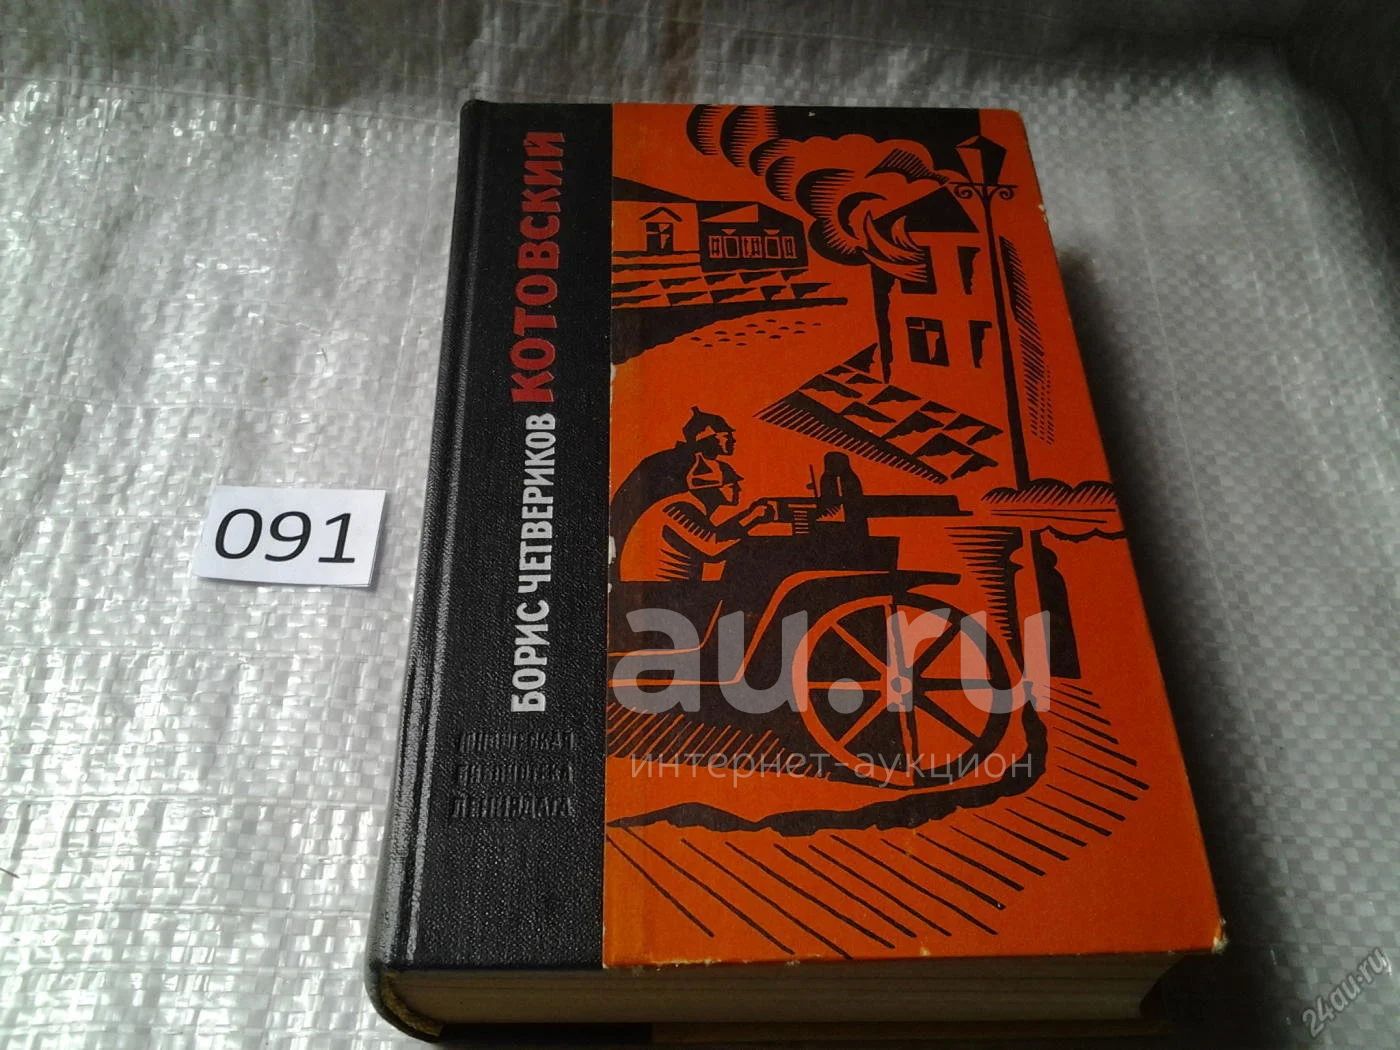 КОТОВСКИЙ
БОРИС ЧЕТВЕРИКОВ
БИБЛИОТЕКА
ЛЕНИЗДАТА
091
au.ru
интернет-аукцион
24au.ru